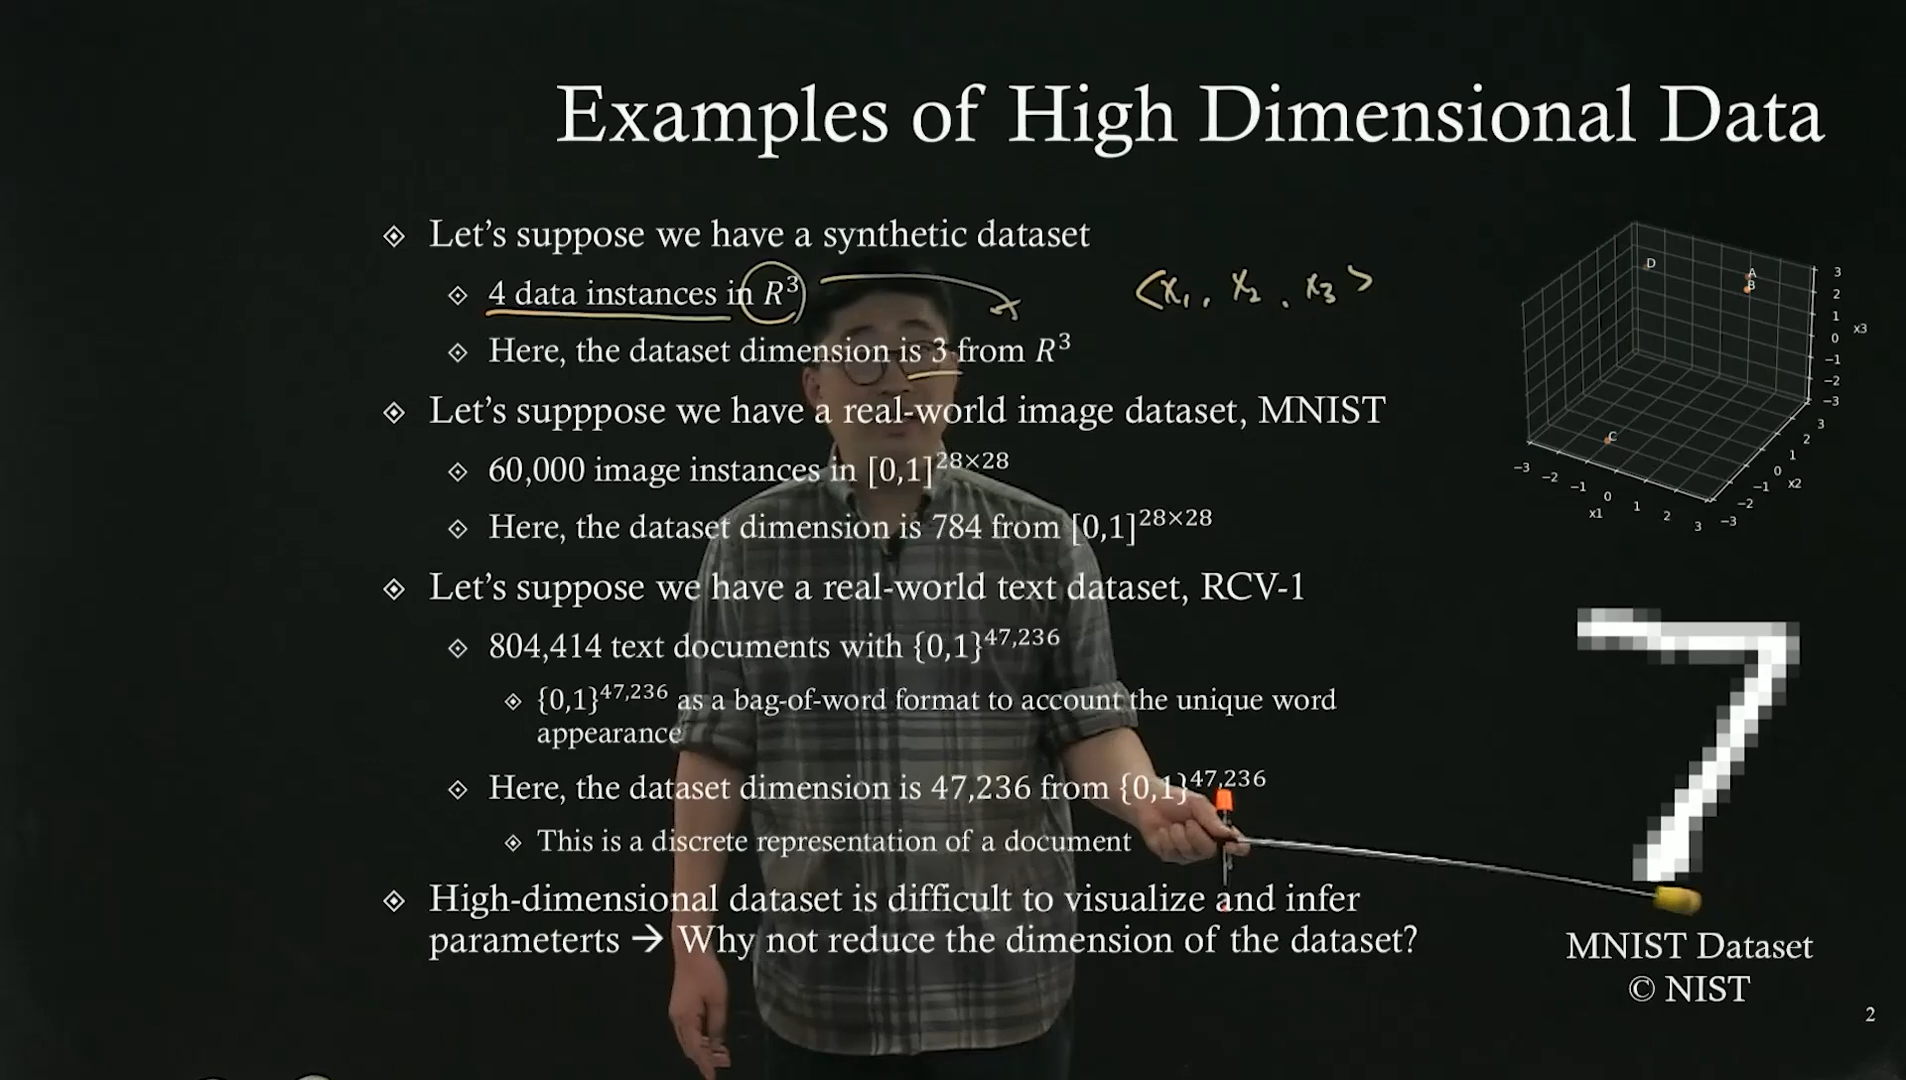 Examples of High Dimensional Data
Let's suppose we have a synthetic dataset
4 data instances in R³
<x₁, x₂, x₃>
Here, the dataset dimension is 3 from R³
Let's supppose we have a real-world image dataset, MNIST
60,000 image instances in [0,1]²⁸ˣ²⁸
Here, the dataset dimension is 784 from [0,1]²⁸ˣ²⁸
Let's suppose we have a real-world text dataset, RCV-1
804,414 text documents with {0,1}^47,236
{0,1}^47,236 as a bag-of-word format to account the unique word
appearance
Here, the dataset dimension is 47,236 from {0,1}^47,236
This is a discrete representation of a document
High-dimensional dataset is difficult to visualize and infer
parameterts → Why not reduce the dimension of the dataset?
D
A
B
C
3
2
1
0
−1
−2
−3
x3
3
2
1
0
−1
−2
−3
x2
−3
−2
−1
0
1
2
3
x1
MNIST Dataset
© NIST
2